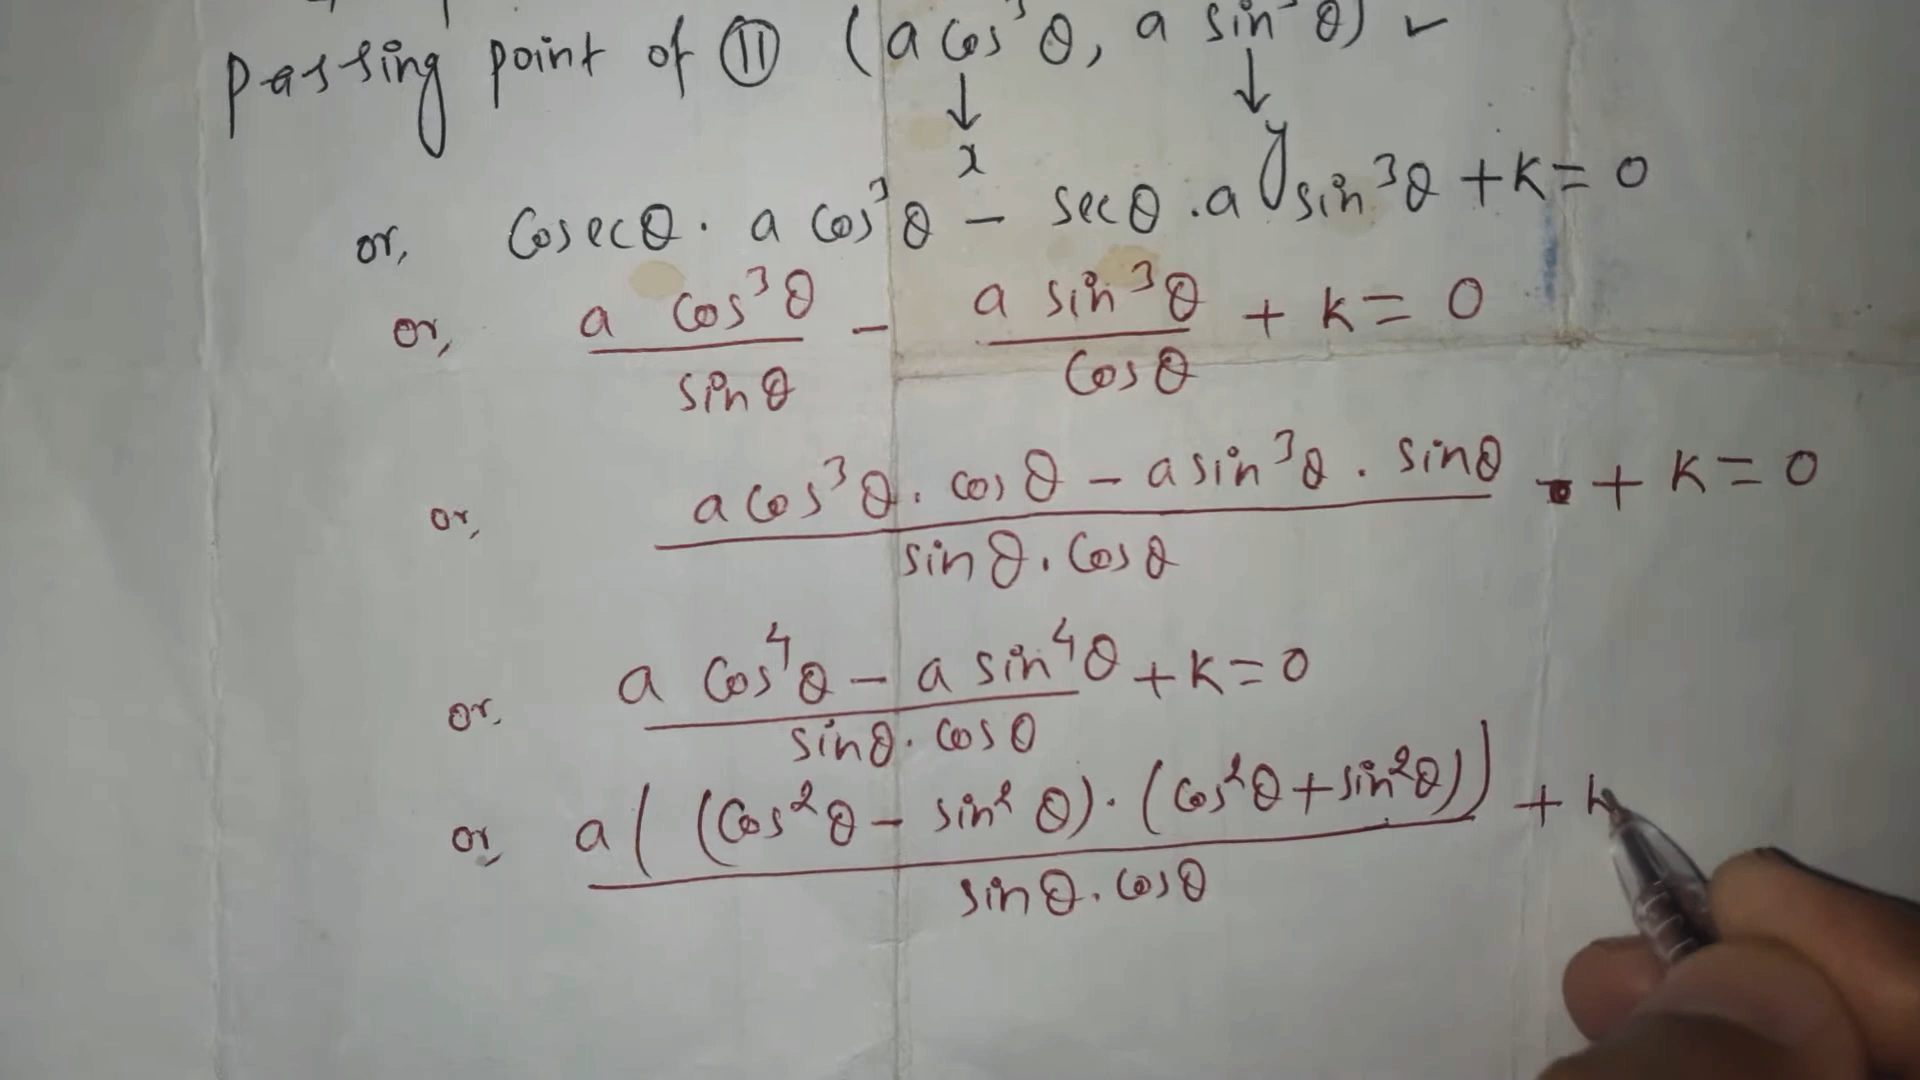 passing point of ⑪ (a cos³θ, a sin³θ) ✓
↓ ↓
x y
or, Cosecθ. a cos³θ − secθ .a sin³θ + K = 0
or, a cos³θ / sinθ − a sin³θ / cosθ + K = 0
or, a cos³θ. cosθ − a sin³θ . sinθ / sinθ. cosθ + K = 0
or. a cos⁴θ − a sin⁴θ / sinθ. cosθ + K = 0
or, a ( (cos²θ − sin²θ). (cos²θ + sin²θ)) / sinθ. cosθ + k